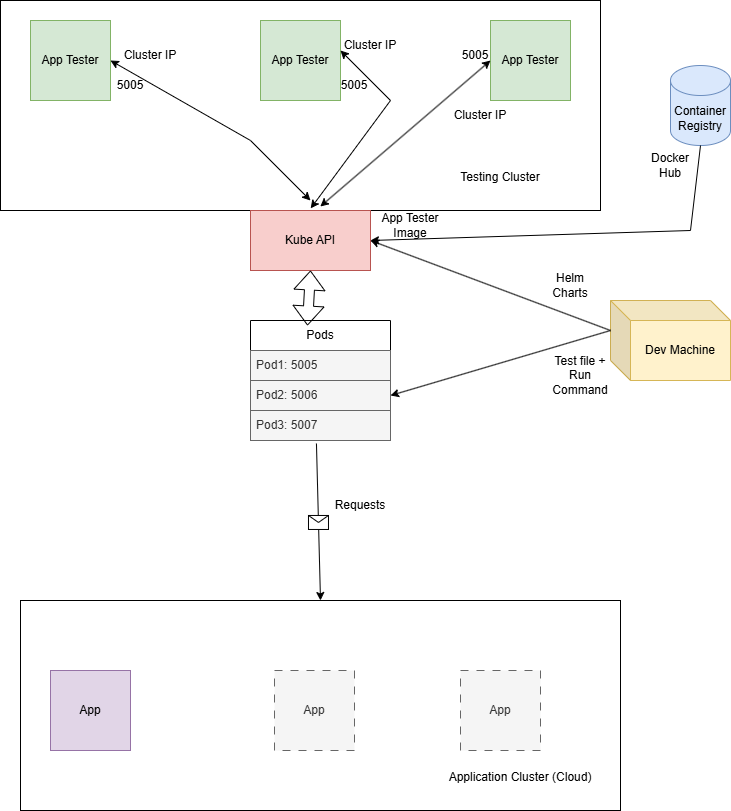 App Tester
Cluster IP
5005
App Tester
Cluster IP
5005
5005
App Tester
Cluster IP
Testing Cluster
Container
Registry
Docker
Hub
App Tester
Image
Kube API
Helm
Charts
Dev Machine
Test file +
Run
Command
Pods
Pod1: 5005
Pod2: 5006
Pod3: 5007
Requests
App
App
App
Application Cluster (Cloud)